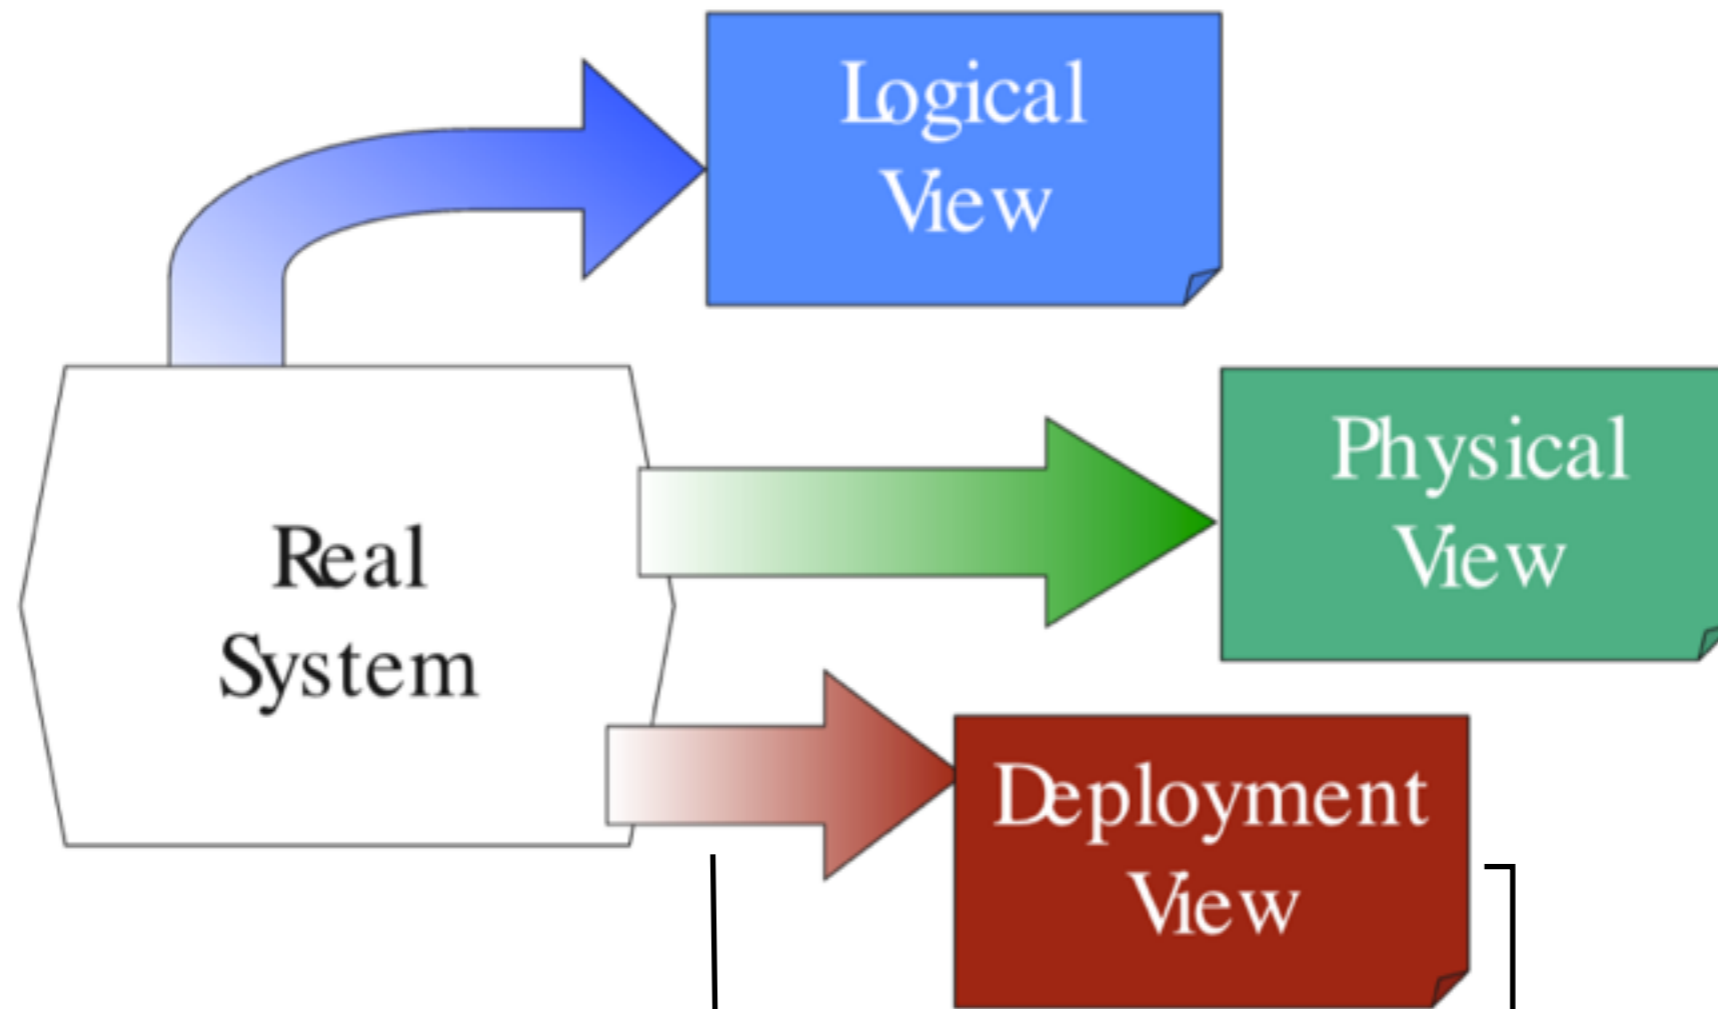 Logical
View
Physical
View
Real
System
Deployment
View